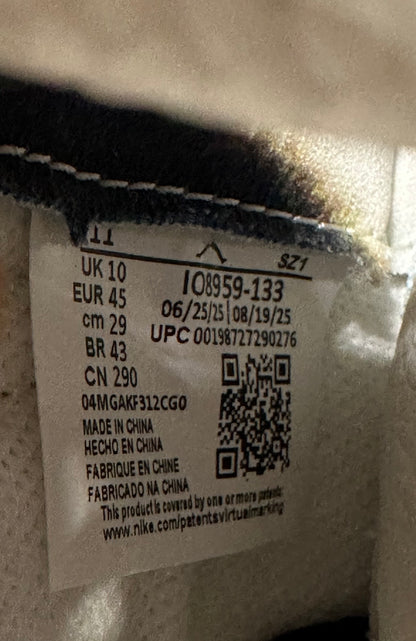 11
SZ1
UK 10
EUR 45
cm 29
BR 43
CN 290
IO8959-133
06/25/25|08/19/25
UPC 00198727290276
04MGAKF312CG0
MADE IN CHINA
HECHO EN CHINA
FABRIQUE EN CHINE
FABRICADO NA CHINA
This product is covered by one or more patents:
www.nike.com/patentsvirtualmarking